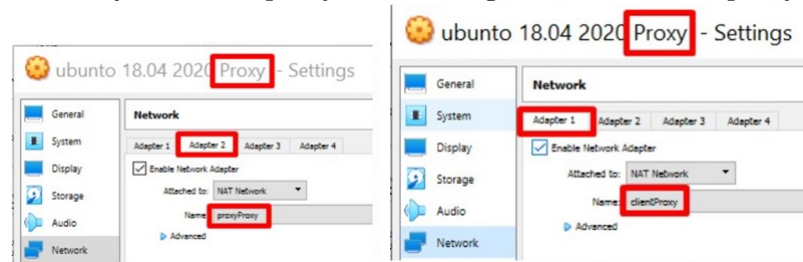 ubunto 18.04 2020 Proxy - Settings
General
System
Display
Storage
Audio
Network
Network
Adapter 1 Adapter 2 Adapter 3 Adapter 4
Enable Network Adapter
Attached to: NAT Network
Name: proxyProxy
Advanced
ubunto 18.04 2020 Proxy - Settings
General
System
Display
Storage
Audio
Network
Network
Adapter 1 Adapter 2 Adapter 3 Adapter 4
Enable Network Adapter
Attached to: NAT Network
Name: clientProxy
Advanced